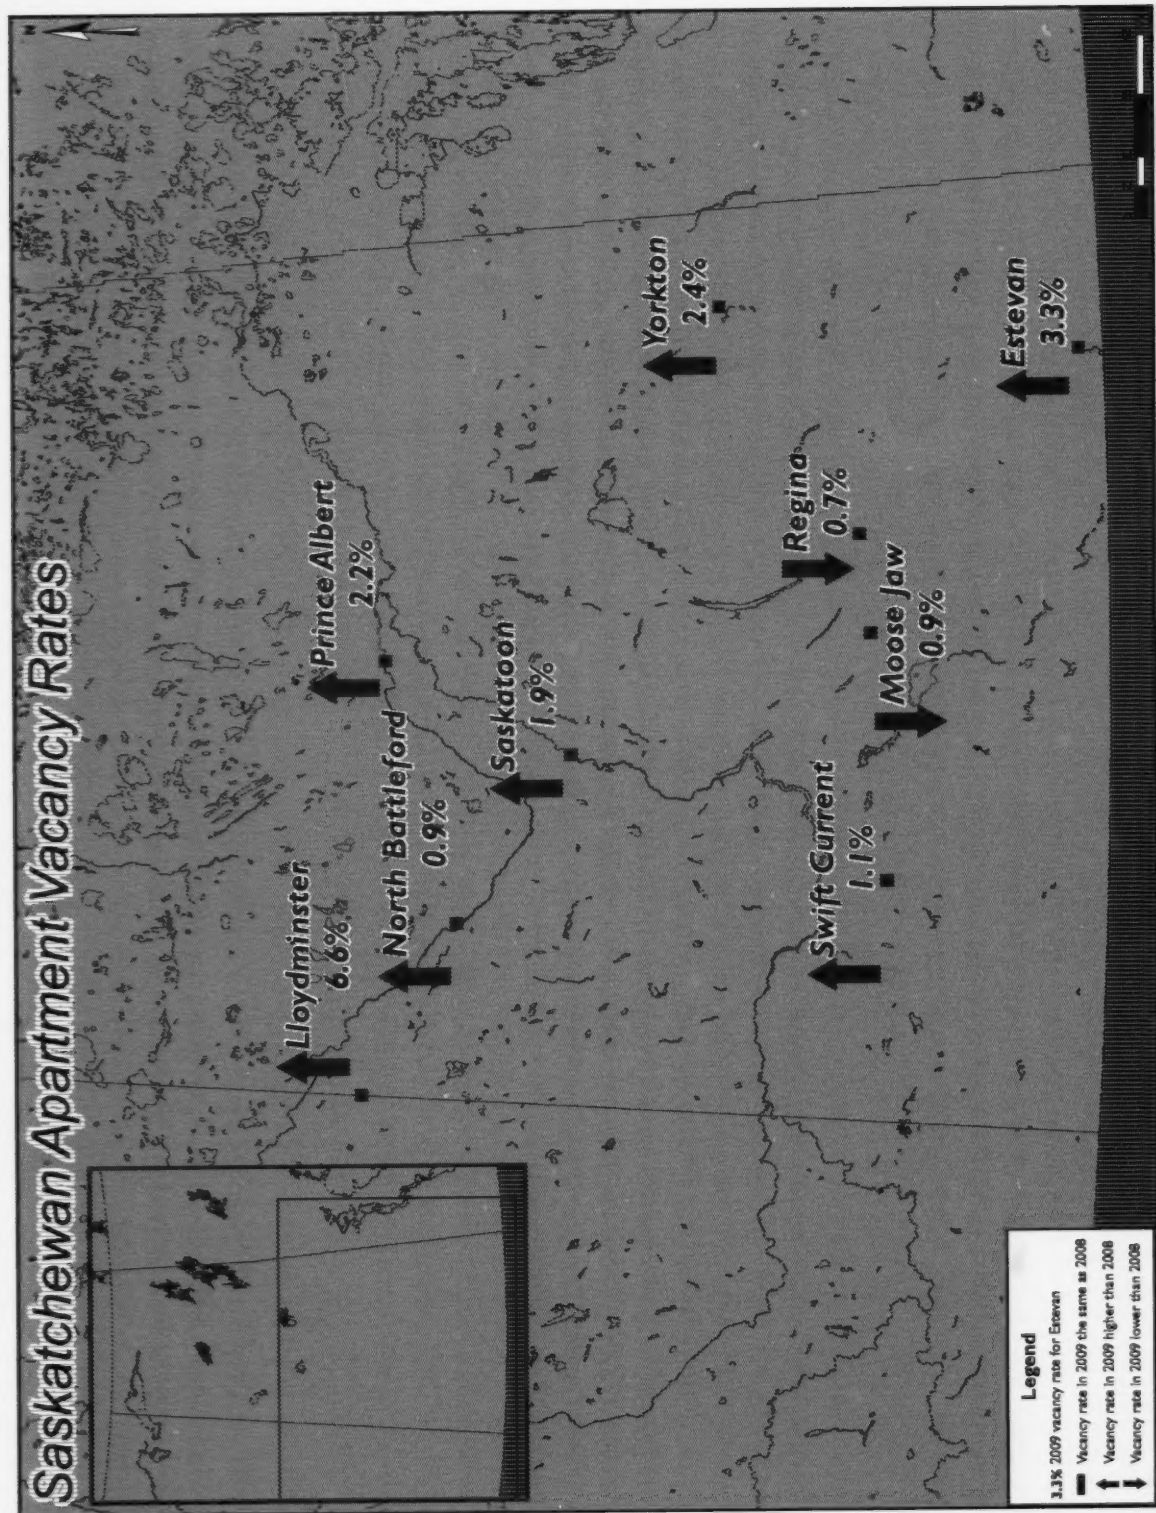 Saskatchewan Apartment Vacancy Rates
N
Lloydminster
6.6%
Prince Albert
2.2%
North Battleford
0.9%
Saskatoon
1.9%
Yorkton
2.4%
Regina
0.7%
Swift Current
1.1%
Moose Jaw
0.9%
Estevan
3.3%
Legend
3.3% 2009 vacancy rate for Estevan
Vacancy rate in 2009 the same as 2008
Vacancy rate in 2009 higher than 2008
Vacancy rate in 2009 lower than 2008